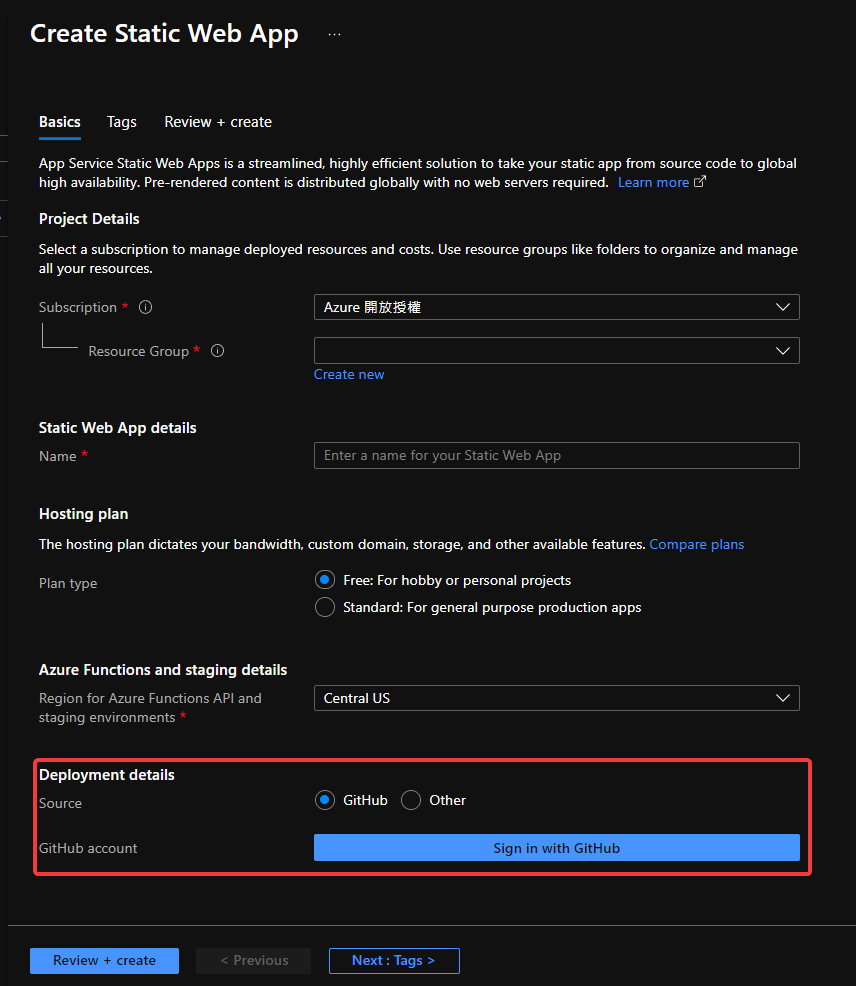 Create Static Web App ...
Basics Tags Review + create
App Service Static Web Apps is a streamlined, highly efficient solution to take your static app from source code to global
high availability. Pre-rendered content is distributed globally with no web servers required. Learn more
Project Details
Select a subscription to manage deployed resources and costs. Use resource groups like folders to organize and manage
all your resources.
Subscription * Azure 開放授權
Resource Group *
Create new
Static Web App details
Name * Enter a name for your Static Web App
Hosting plan
The hosting plan dictates your bandwidth, custom domain, storage, and other available features. Compare plans
Plan type Free: For hobby or personal projects
Standard: For general purpose production apps
Azure Functions and staging details
Region for Azure Functions API and Central US
staging environments *
Deployment details
Source GitHub Other
GitHub account Sign in with GitHub
Review + create < Previous Next : Tags >